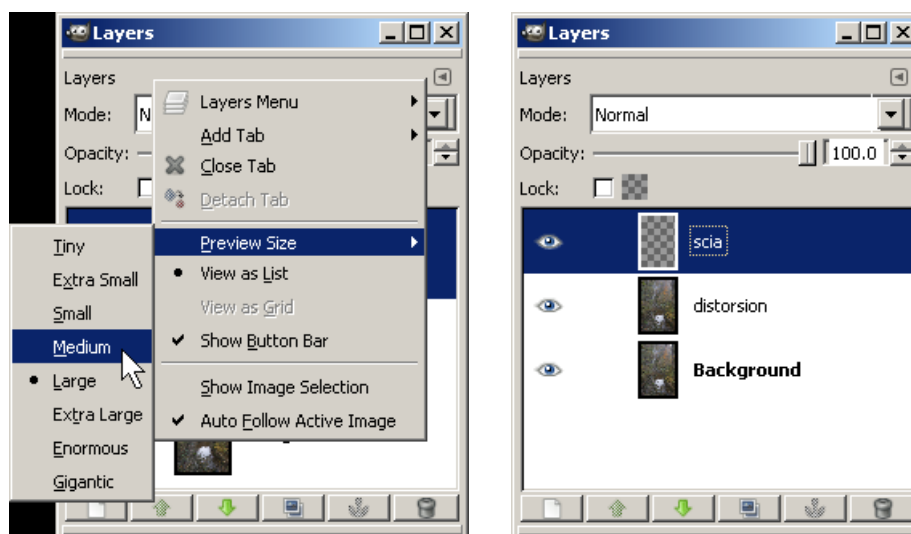 Layers
Layers
Mode: N
Opacity:
Lock:
Layers Menu
Add Tab
Close Tab
Detach Tab
Preview Size
View as List
View as Grid
Show Button Bar
Show Image Selection
Auto Follow Active Image
Tiny
Extra Small
Small
Medium
Large
Extra Large
Enormous
Gigantic
Layers
Layers
Mode: Normal
Opacity: 100.0
Lock:
scia
distorsion
Background